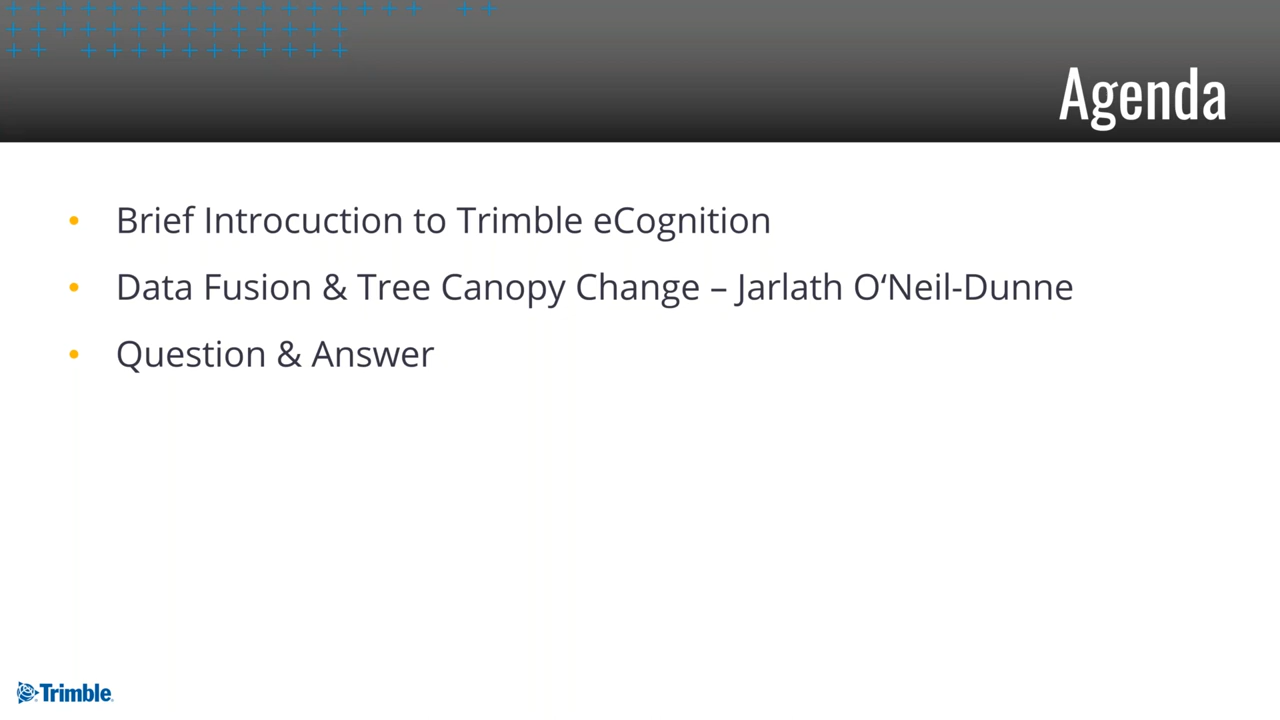 Agenda
• Brief Introcuction to Trimble eCognition
• Data Fusion & Tree Canopy Change – Jarlath O‘Neil-Dunne
• Question & Answer
Trimble